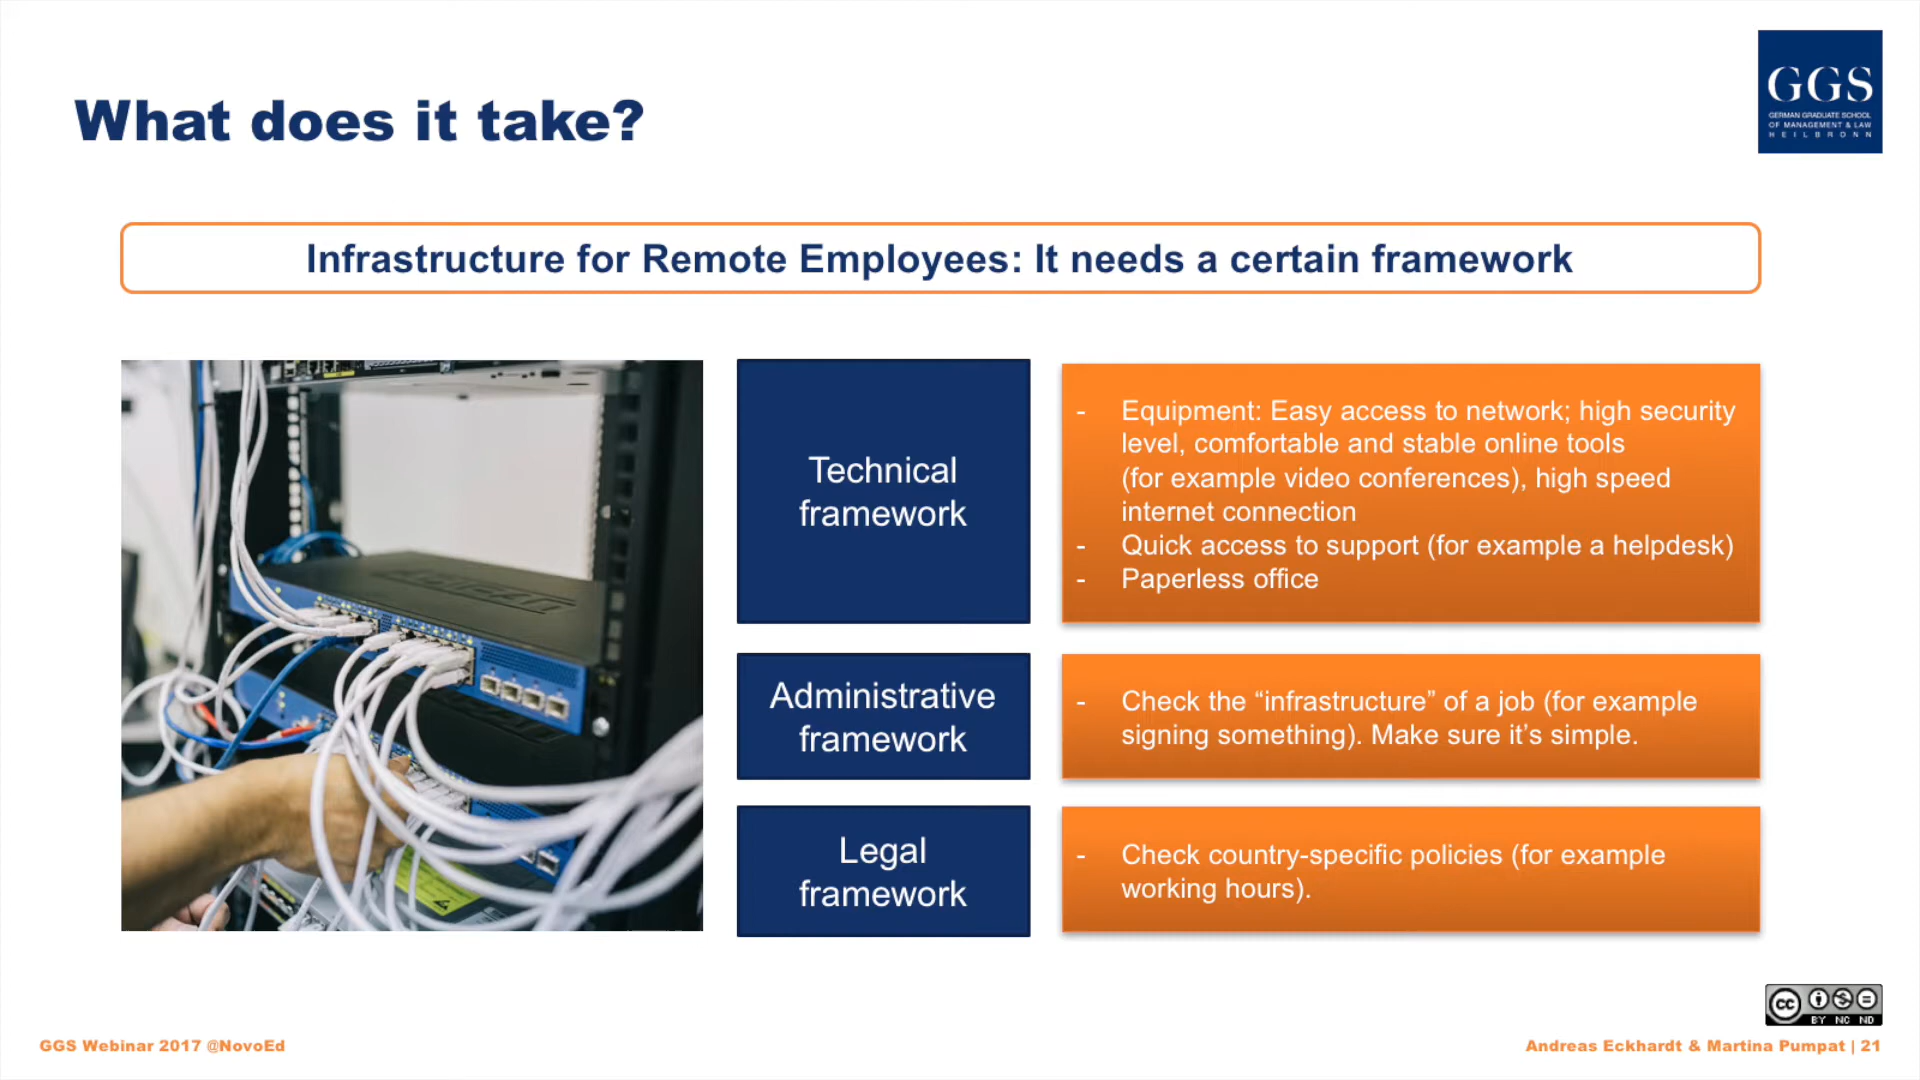 What does it take?
GGS
GERMAN GRADUATE SCHOOL
OF MANAGEMENT & LAW
HEILBRONN
Infrastructure for Remote Employees: It needs a certain framework
Technical
framework
- Equipment: Easy access to network; high security
level, comfortable and stable online tools
(for example video conferences), high speed
internet connection
- Quick access to support (for example a helpdesk)
- Paperless office
Administrative
framework
- Check the “infrastructure” of a job (for example
signing something). Make sure it’s simple.
Legal
framework
- Check country-specific policies (for example
working hours).
cc
BY NC ND
GGS Webinar 2017 @NovoEd
Andreas Eckhardt & Martina Pumpat | 21